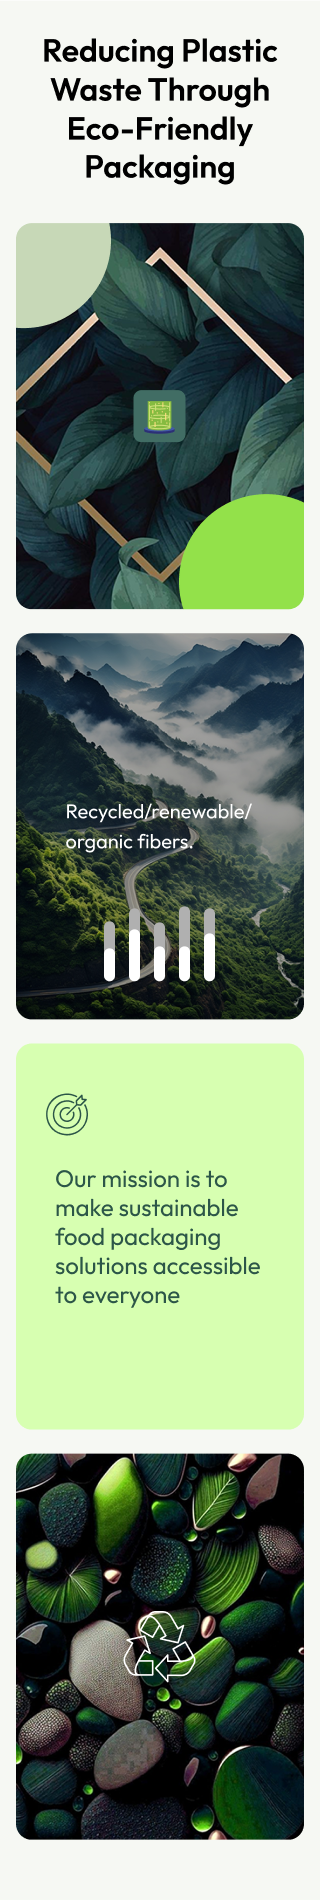 Reducing Plastic
Waste Through
Eco-Friendly
Packaging
Recycled/renewable/
organic fibers.
Our mission is to
make sustainable
food packaging
solutions accessible
to everyone